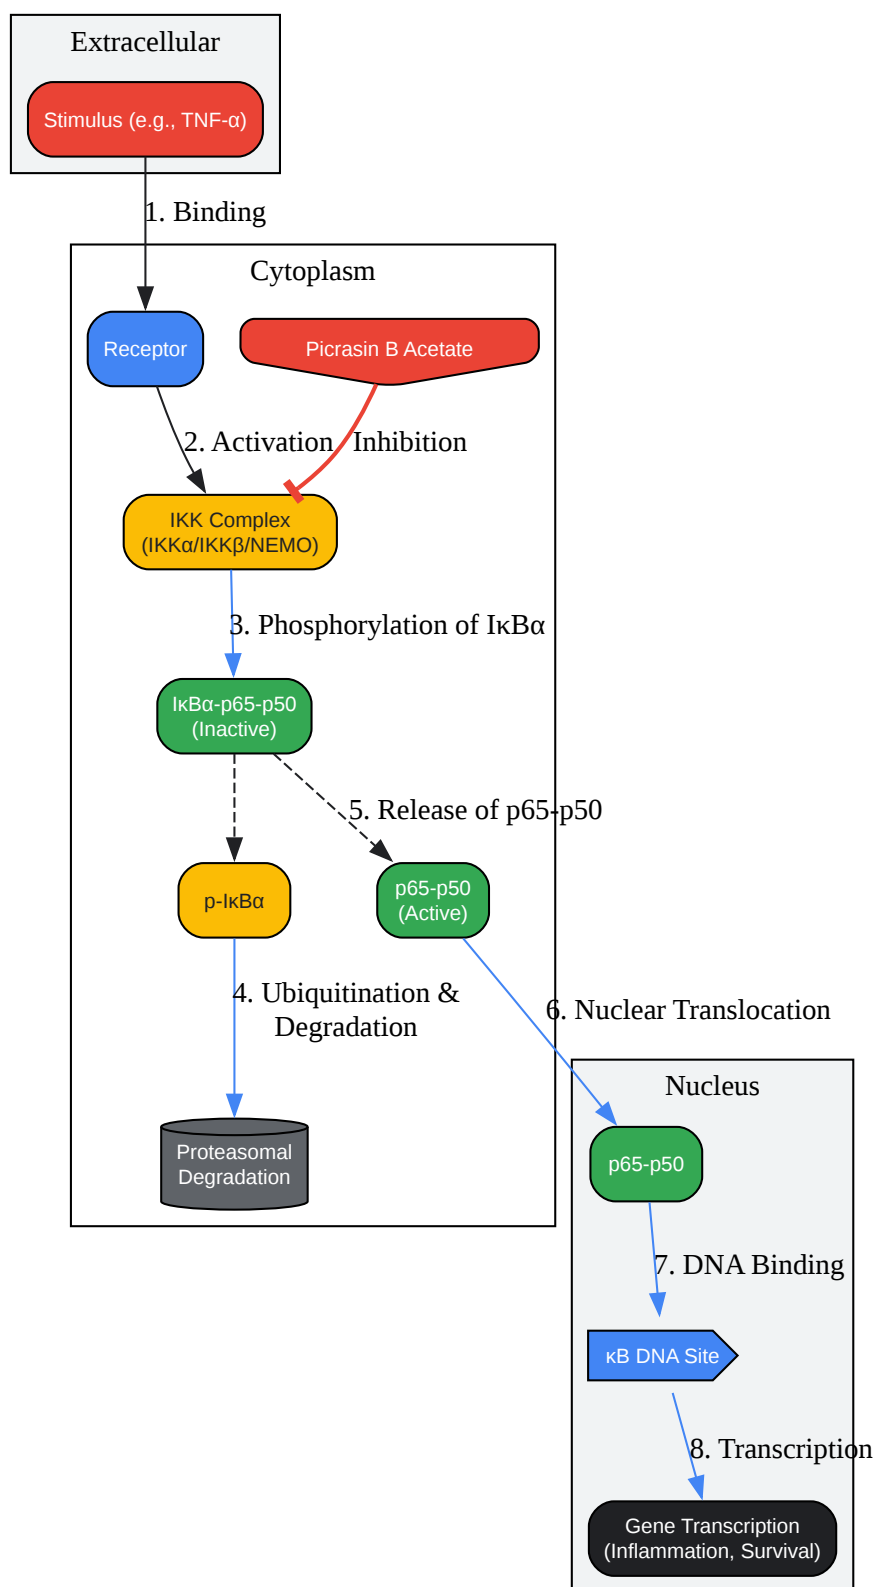 Extracellular
Stimulus (e.g., TNF-α)
1. Binding
Cytoplasm
Receptor
Picrasin B Acetate
2. Activation
Inhibition
IKK Complex
(IKKα/IKKβ/NEMO)
3. Phosphorylation of IκBα
IκBα-p65-p50
(Inactive)
5. Release of p65-p50
p-IκBα
p65-p50
(Active)
4. Ubiquitination &
Degradation
6. Nuclear Translocation
Nucleus
Proteasomal
Degradation
p65-p50
7. DNA Binding
κB DNA Site
8. Transcription
Gene Transcription
(Inflammation, Survival)